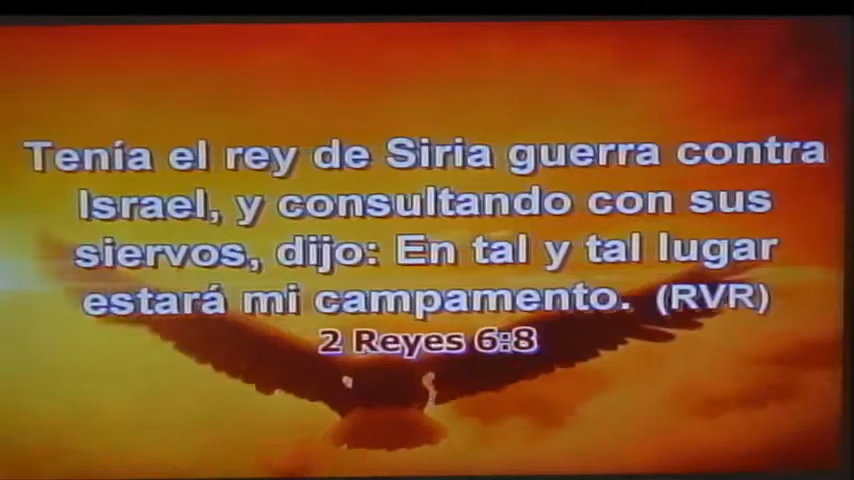 Tenía el rey de Siria guerra contra
Israel, y consultando con sus
siervos, dijo: En tal y tal lugar
estará mi campamento. (RVR)
2 Reyes 6:8